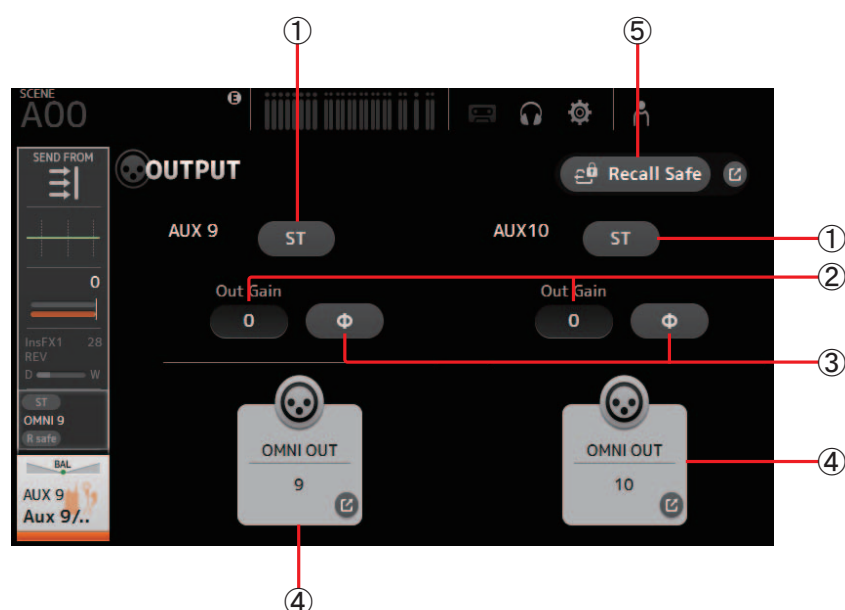 ① ⑤
SCENE
A00
E
SEND FROM
OUTPUT
Recall Safe
AUX 9 ST
AUX10 ST ①
②
0
Out Gain
Out Gain
0 Φ
0 Φ
InsFX1 28
REV
③
D W
ST
OMNI 9
R safe
OMNI OUT
9
OMNI OUT
10
④
BAL
AUX 9
Aux 9/..
④